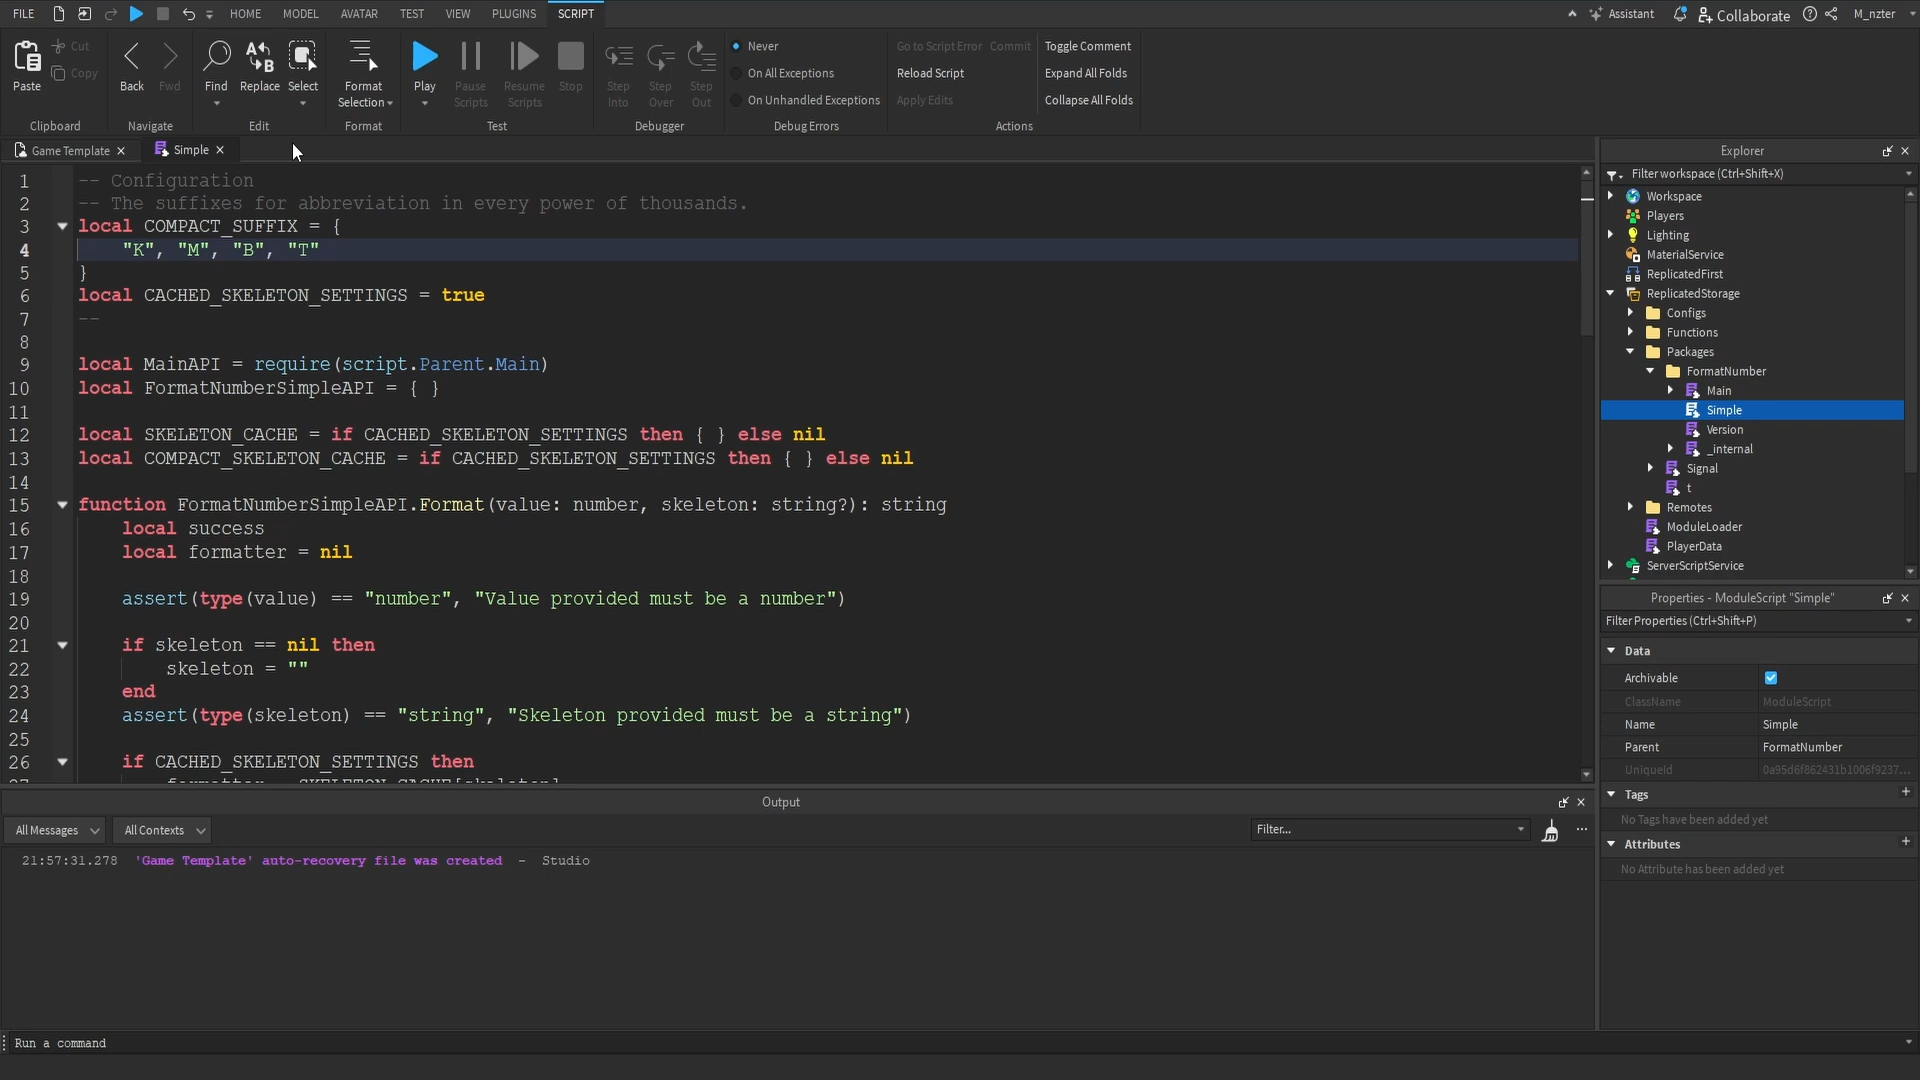 FILE HOME MODEL AVATAR TEST VIEW PLUGINS SCRIPT Assistant Collaborate M_nzter
Paste Cut Copy Back Fwd Find Replace Select Format Selection Play Pause Scripts Resume Scripts Stop Step Into Step Over Step Out
Never
On All Exceptions
On Unhandled Exceptions
Go to Script Error Commit
Reload Script
Apply Edits
Toggle Comment
Expand All Folds
Collapse All Folds
Clipboard Navigate Edit Format Test Debugger Debug Errors Actions
Game Template Simple
1 -- Configuration
2 -- The suffixes for abbreviation in every power of thousands.
3 local COMPACT_SUFFIX = {
4 "K", "M", "B", "T"
5 }
6 local CACHED_SKELETON_SETTINGS = true
7 --
8
9 local MainAPI = require(script.Parent.Main)
10 local FormatNumberSimpleAPI = { }
11
12 local SKELETON_CACHE = if CACHED_SKELETON_SETTINGS then { } else nil
13 local COMPACT_SKELETON_CACHE = if CACHED_SKELETON_SETTINGS then { } else nil
14
15 function FormatNumberSimpleAPI.Format(value: number, skeleton: string?): string
16 local success
17 local formatter = nil
18
19 assert(type(value) == "number", "Value provided must be a number")
20
21 if skeleton == nil then
22 skeleton = ""
23 end
24 assert(type(skeleton) == "string", "Skeleton provided must be a string")
25
26 if CACHED_SKELETON_SETTINGS then
27 formatter = SKELETON_CACHE[skeleton]
Explorer
Filter workspace (Ctrl+Shift+X)
Workspace
Players
Lighting
MaterialService
ReplicatedFirst
ReplicatedStorage
Configs
Functions
Packages
FormatNumber
Main
Simple
Version
_internal
Signal
t
Remotes
ModuleLoader
PlayerData
ServerScriptService
Properties - ModuleScript "Simple"
Filter Properties (Ctrl+Shift+P)
Data
Archivable
ClassName ModuleScript
Name Simple
Parent FormatNumber
UniqueId 0a95d6f862431b1006f9237...
Tags +
No Tags have been added yet
Attributes +
No Attribute has been added yet
Output
All Messages All Contexts Filter... ...
21:57:31.278 'Game Template' auto-recovery file was created - Studio
Run a command